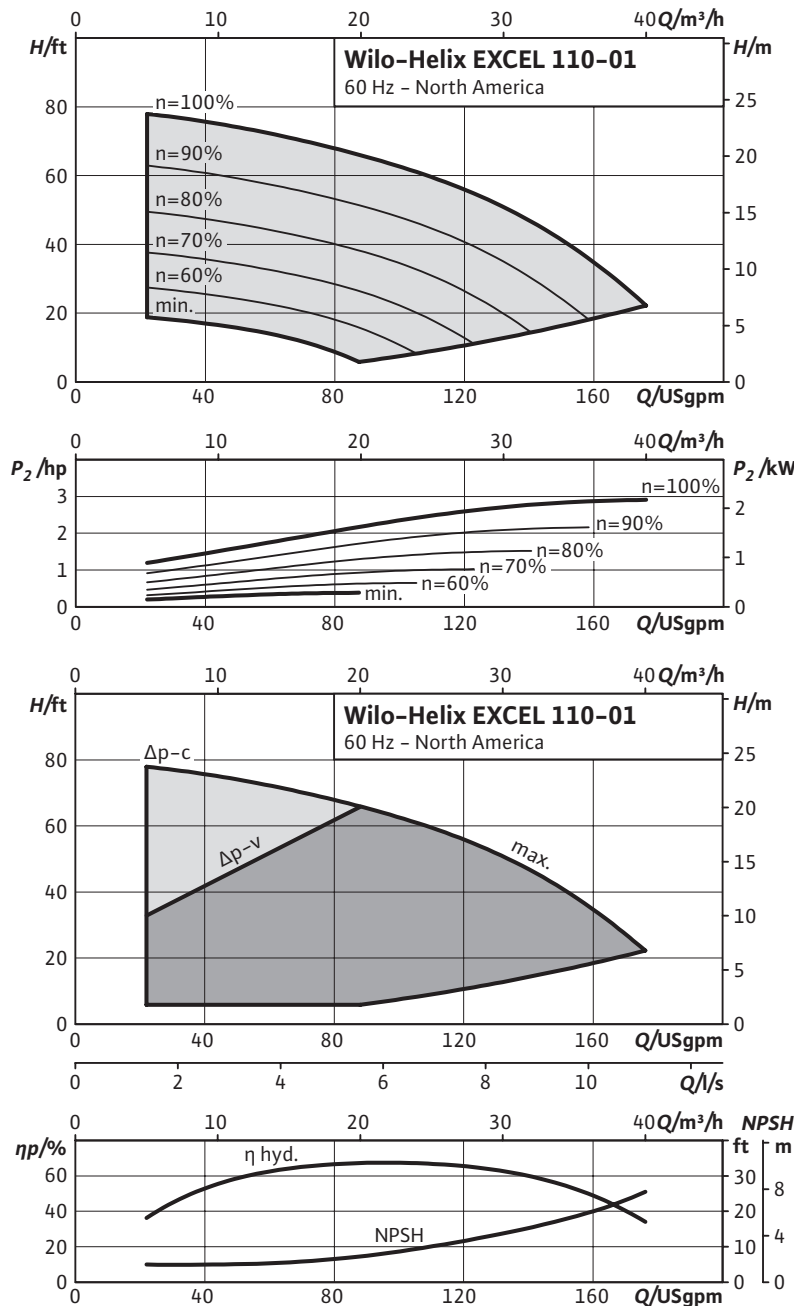 0 10 20 30 40 Q/m³/h
H/ft H/m
Wilo-Helix EXCEL 110-01
60 Hz - North America
80 25
n=100%
n=90%
60 20
n=80%
15
n=70%
40
10
n=60%
20 min.
5
0 0
40 80 120 160 Q/USgpm
0 10 20 30 40 Q/m³/h
P₂ /hp P₂ /kW
3 n=100% 2
2 n=90%
n=80% 1
1 n=70%
n=60%
min.
0 0
0 40 80 120 160 Q/USgpm
0 10 20 30 40 Q/m³/h
H/ft H/m
Wilo-Helix EXCEL 110-01
60 Hz - North America
80 Δp-c 25
60 20
Δp-v max. 15
40 10
20 5
0 0
0 40 80 120 160 Q/USgpm
0 2 4 6 8 10 Q/l/s
0 10 20 30 40 Q/m³/h NPSH
ηp/% η hyd. ft m
60 30 8
40 20
NPSH 4
20 10
0 0 0
0 40 80 120 160 Q/USgpm